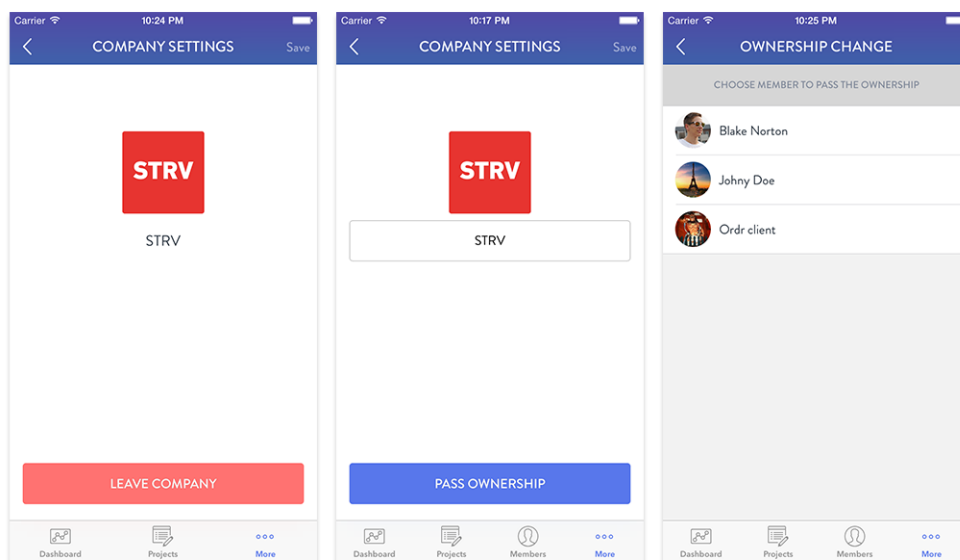 Carrier 10:24 PM
COMPANY SETTINGS Save
STRV
STRV
LEAVE COMPANY
Dashboard Projects More
Carrier 10:17 PM
COMPANY SETTINGS Save
STRV
STRV
PASS OWNERSHIP
Dashboard Projects Members More
Carrier 10:25 PM
OWNERSHIP CHANGE
CHOOSE MEMBER TO PASS THE OWNERSHIP
Blake Norton
Johny Doe
Ordr client
Dashboard Projects Members More